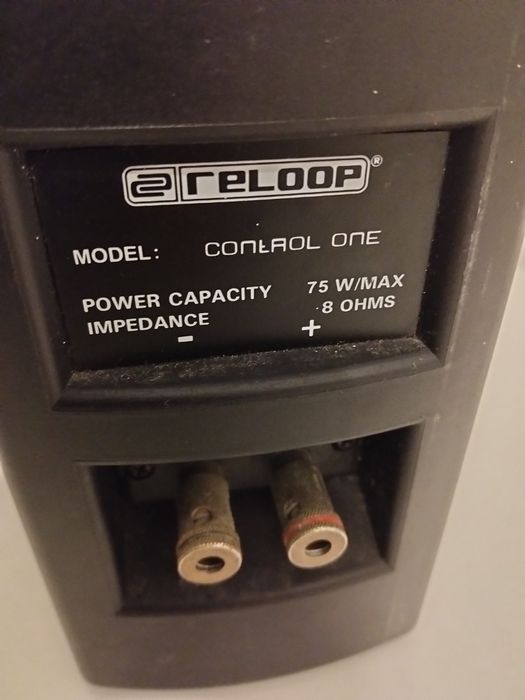 reloop®
MODEL: CONTROL ONE
POWER CAPACITY 75 W/MAX
IMPEDANCE 8 OHMS
- +